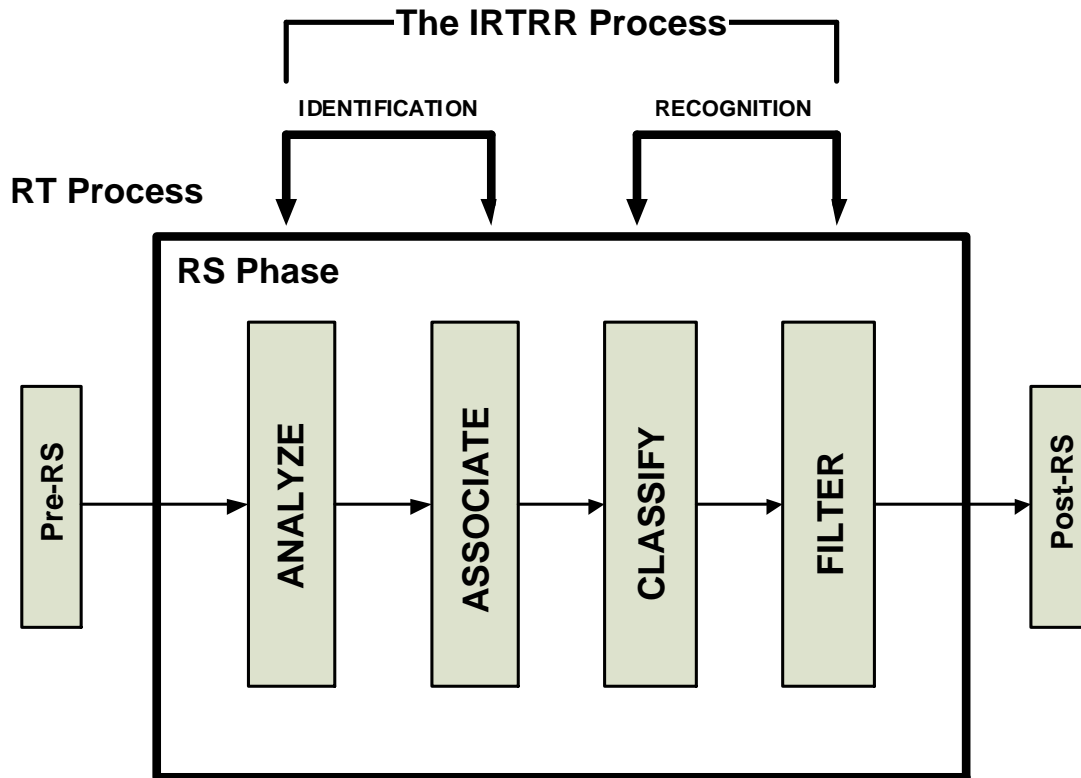 The IRTRR Process
IDENTIFICATION
RECOGNITION
RT Process
RS Phase
Pre-RS
ANALYZE
ASSOCIATE
CLASSIFY
FILTER
Post-RS